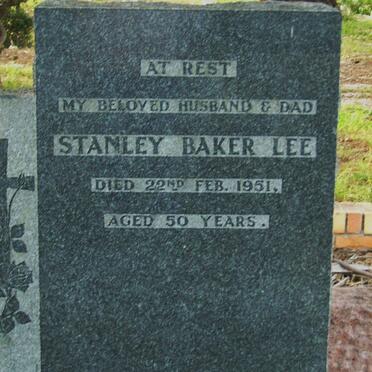 AT REST
MY BELOVED HUSBAND & DAD
STANLEY BAKER LEE
DIED 22ND FEB. 1951.
AGED 50 YEARS.